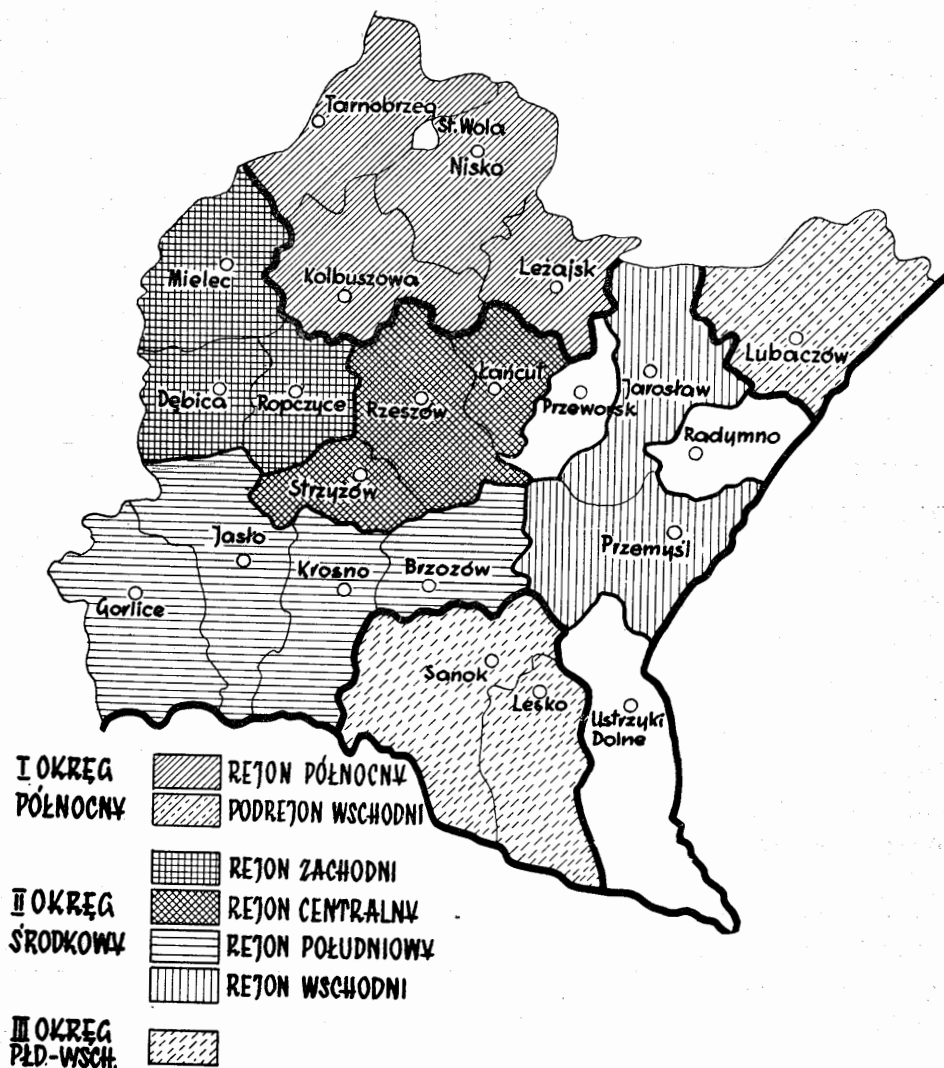 Tarnobrzeg
St. Wola
Nisko
Mielec
Kolbuszowa
Leżajsk
Lubaczów
Dębica
Ropczyce
Rzeszów
Łańcut
Przeworsk
Jarosław
Radymno
Strzyżów
Przemyśl
Jasło
Krosno
Brzozów
Gorlice
Sanok
Lesko
Ustrzyki
Dolne
I OKRĘG
PÓŁNOCNY
REJON PÓŁNOCNY
PODREJON WSCHODNI
II OKRĘG
ŚRODKOWY
REJON ZACHODNI
REJON CENTRALNY
REJON POŁUDNIOWY
REJON WSCHODNI
III OKRĘG
PŁD.-WSCH.